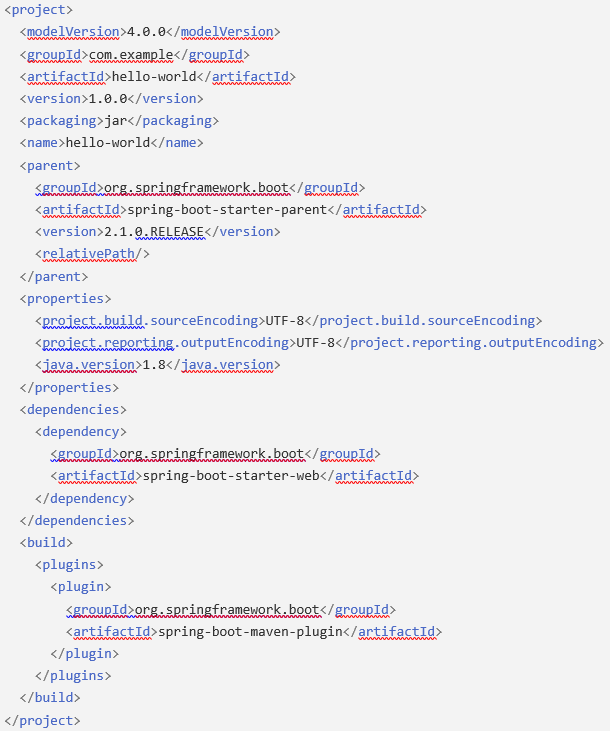 <project>
  <modelVersion>4.0.0</modelVersion>
  <groupId>com.example</groupId>
  <artifactId>hello-world</artifactId>
  <version>1.0.0</version>
  <packaging>jar</packaging>
  <name>hello-world</name>
  <parent>
    <groupId>org.springframework.boot</groupId>
    <artifactId>spring-boot-starter-parent</artifactId>
    <version>2.1.0.RELEASE</version>
    <relativePath/>
  </parent>
  <properties>
    <project.build.sourceEncoding>UTF-8</project.build.sourceEncoding>
    <project.reporting.outputEncoding>UTF-8</project.reporting.outputEncoding>
    <java.version>1.8</java.version>
  </properties>
  <dependencies>
    <dependency>
      <groupId>org.springframework.boot</groupId>
      <artifactId>spring-boot-starter-web</artifactId>
    </dependency>
  </dependencies>
  <build>
    <plugins>
      <plugin>
        <groupId>org.springframework.boot</groupId>
        <artifactId>spring-boot-maven-plugin</artifactId>
      </plugin>
    </plugins>
  </build>
</project>